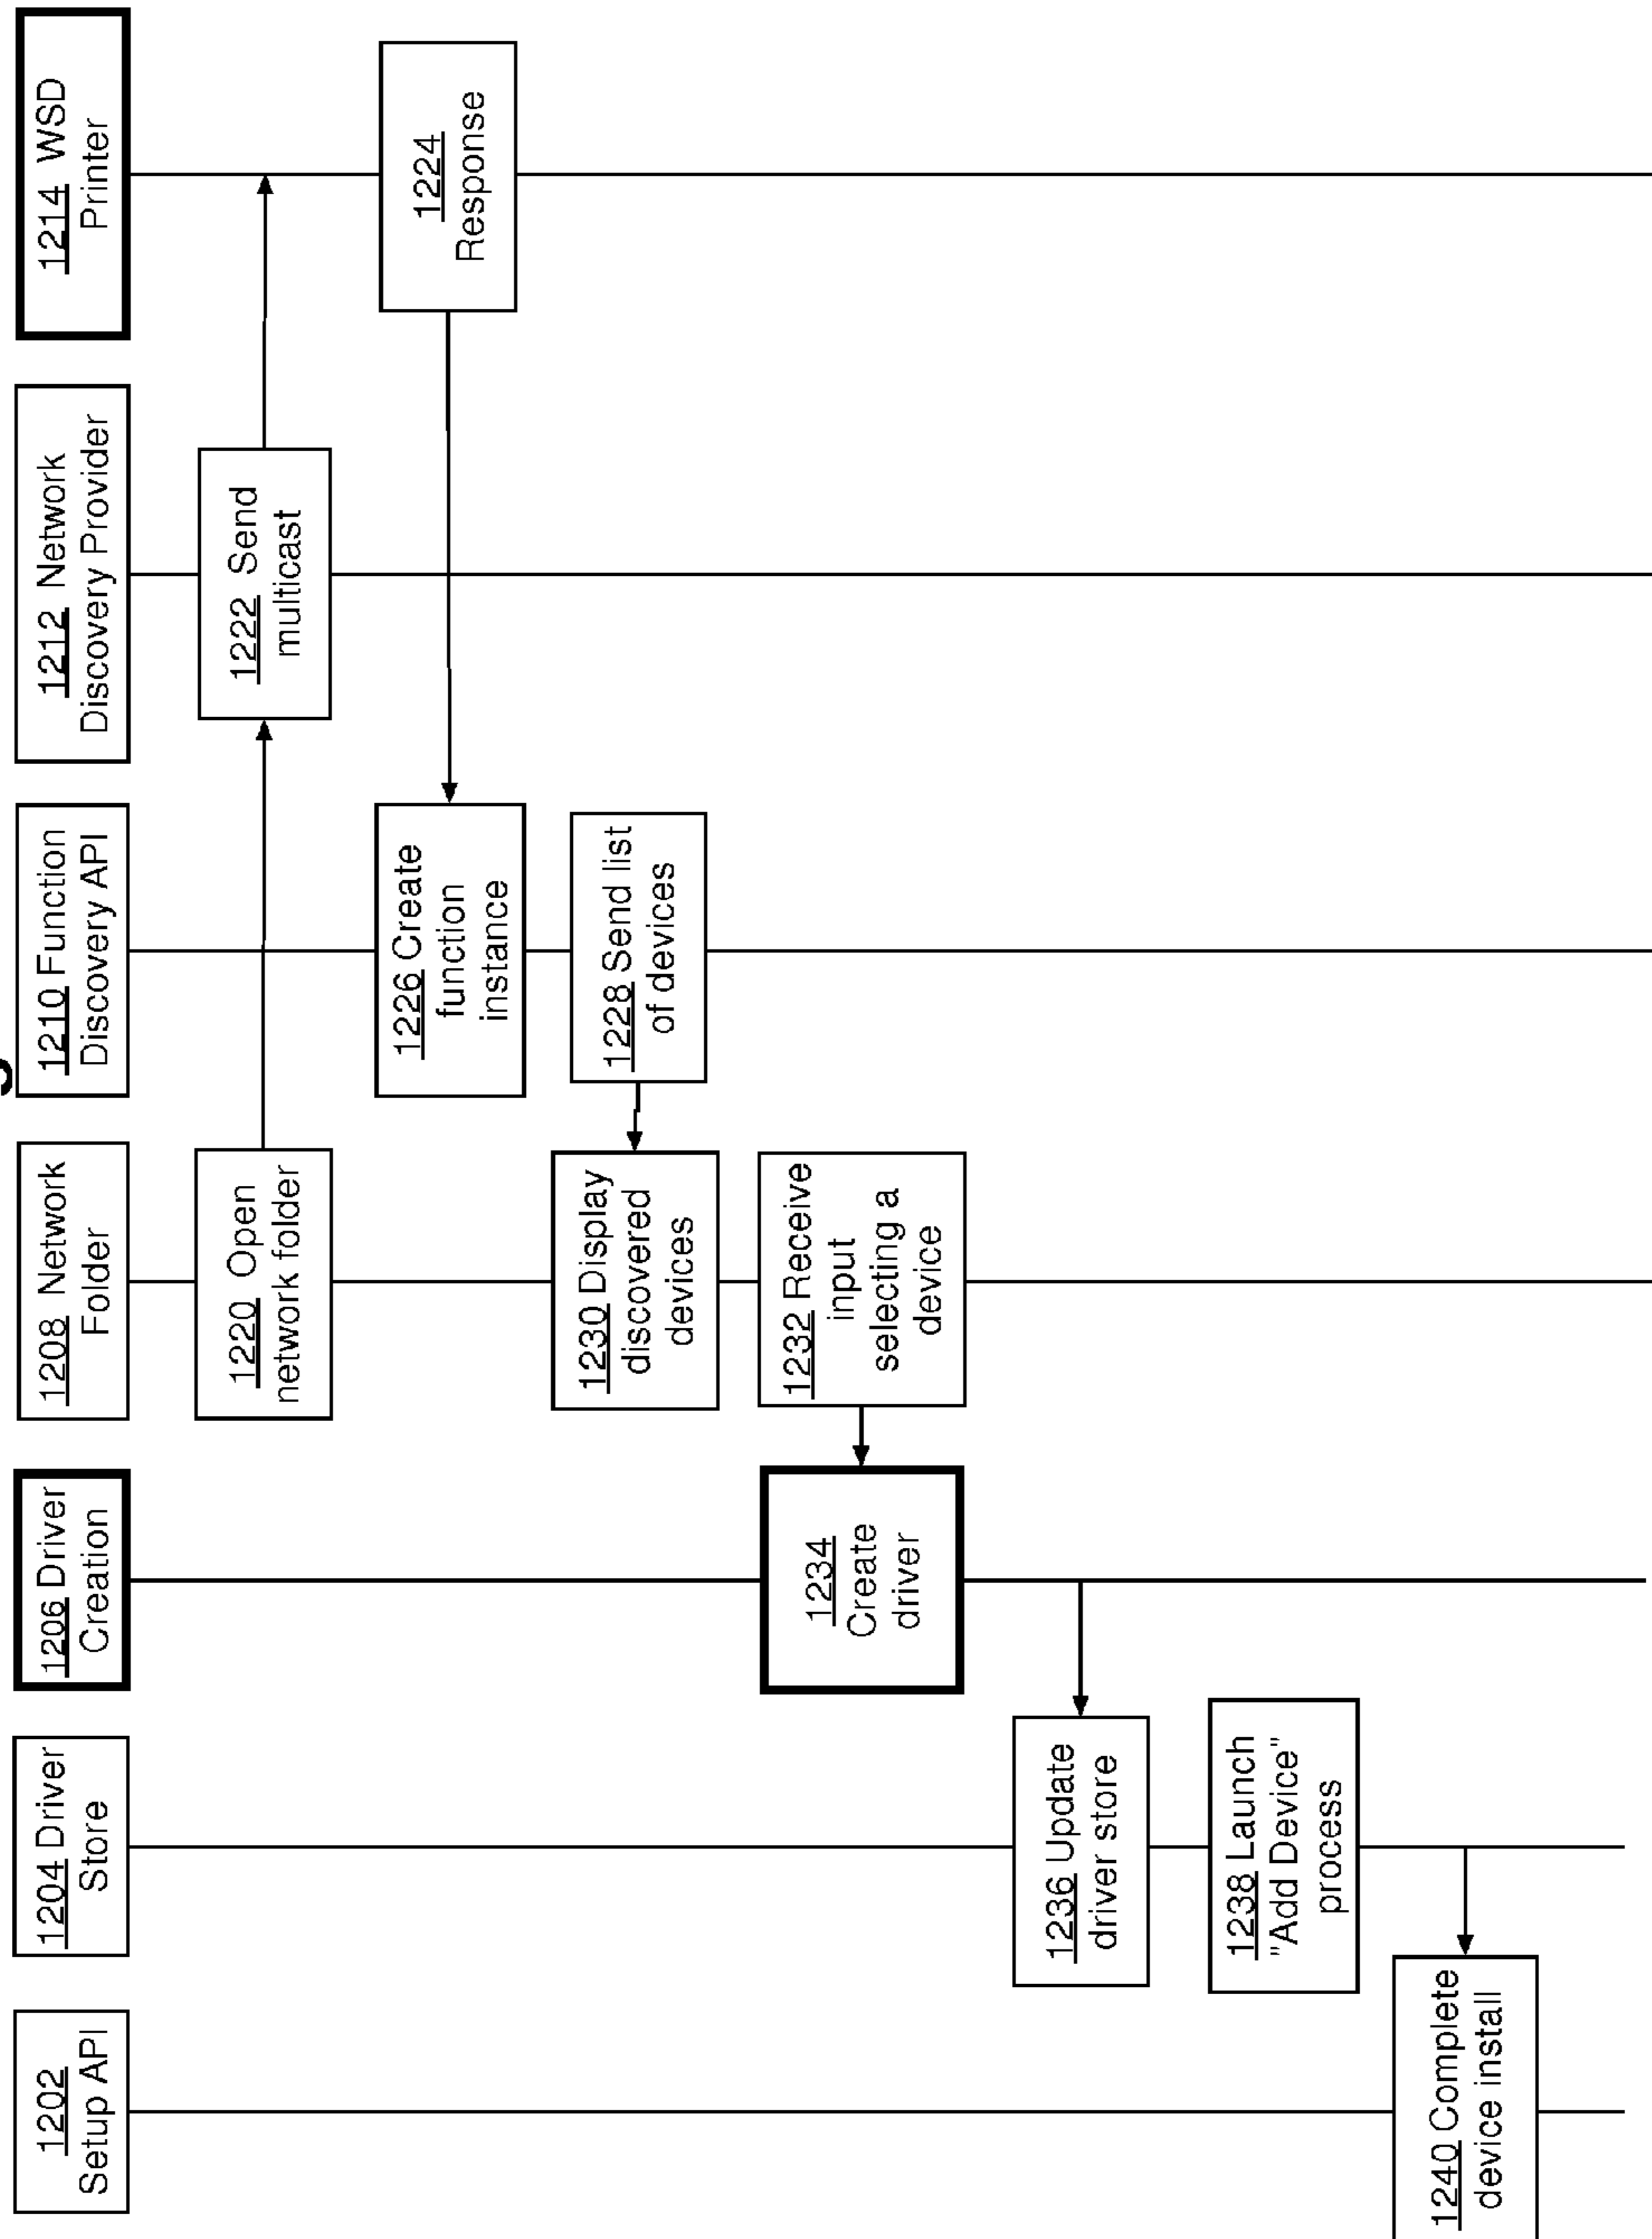 1202
Setup API
1204 Driver
Store
1206 Driver
Creation
1208 Network
Folder
1210 Function
Discovery API
1212 Network
Discovery Provider
1214 WSD
Printer
1220 Open
network folder
1222 Send
multicast
1224
Response
1226 Create
function
instance
1228 Send list
of devices
1230 Display
discovered
devices
1232 Receive
input
selecting a
device
1234
Create
driver
1236 Update
driver store
1238 Launch
"Add Device"
process
1240 Complete
device install